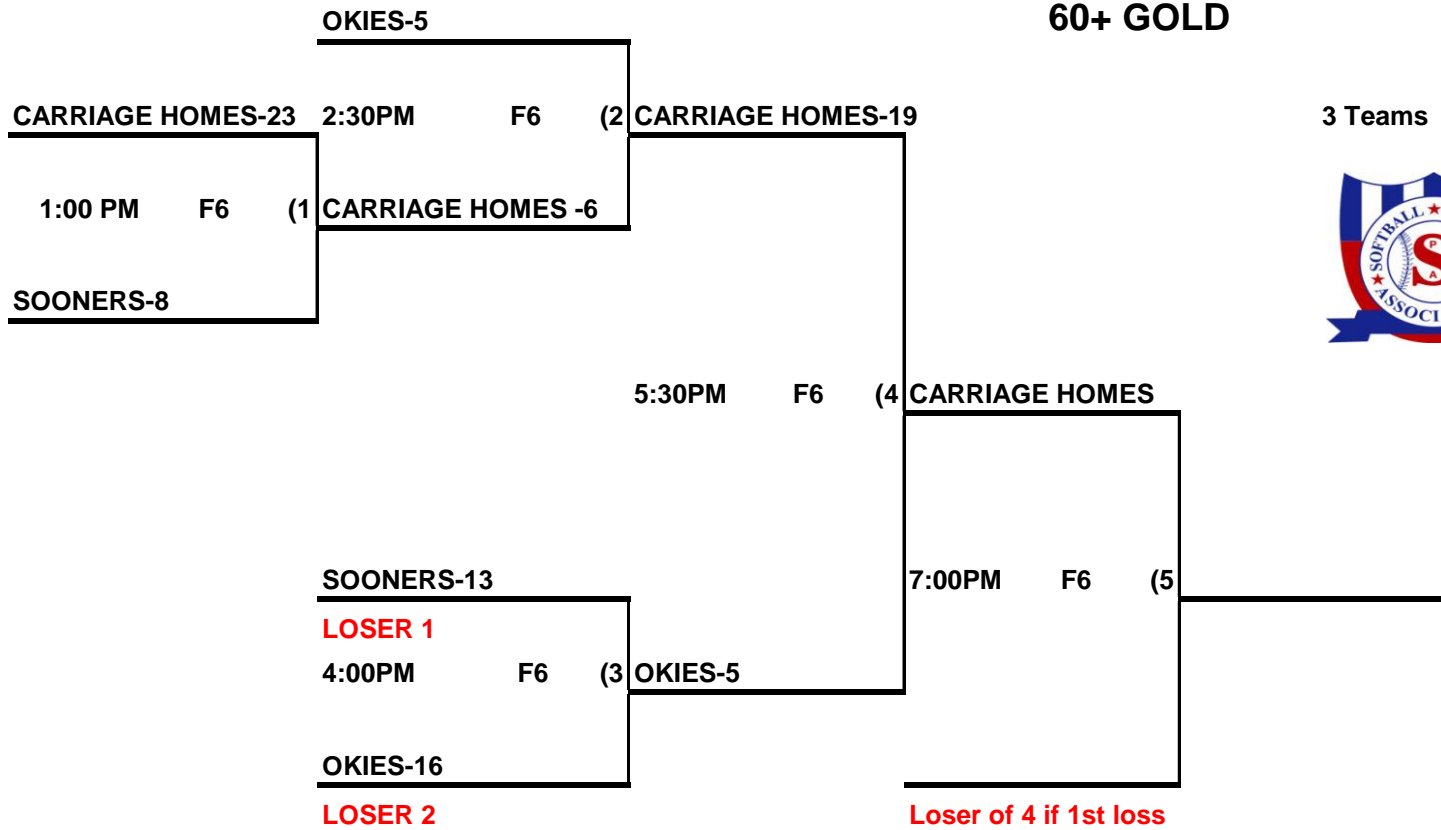 OKIES-5
60+ GOLD
CARRIAGE HOMES-23 2:30PM F6 (2 CARRIAGE HOMES-19
3 Teams
1:00 PM F6 (1 CARRIAGE HOMES -6
SOFTBALL
P
S
A
SOONERS-8
5:30PM F6 (4 CARRIAGE HOMES
SOONERS-13
7:00PM F6 (5
LOSER 1
4:00PM F6 (3 OKIES-5
OKIES-16
LOSER 2
Loser of 4 if 1st loss